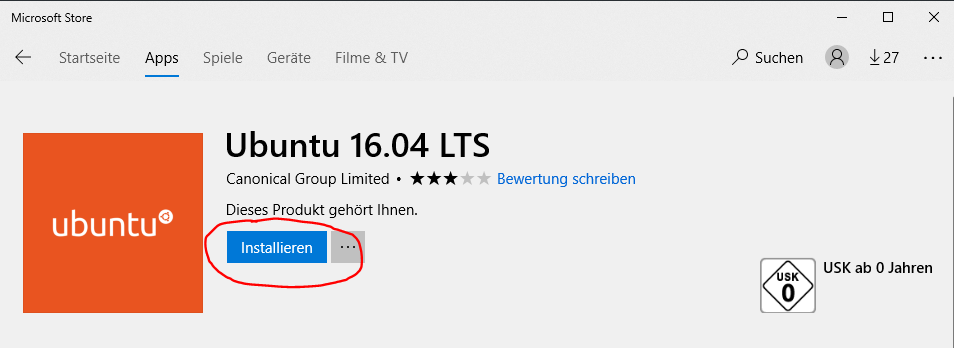 Microsoft Store
Startseite Apps Spiele Geräte Filme & TV Suchen 27
ubuntu
Ubuntu 16.04 LTS
Canonical Group Limited • Bewertung schreiben
Dieses Produkt gehört Ihnen.
Installieren ...
USK 0 USK ab 0 Jahren